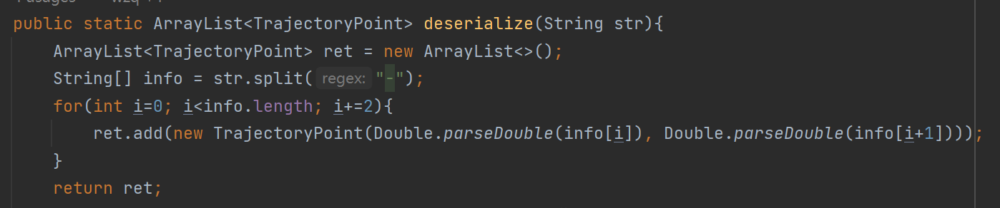 public static ArrayList<TrajectoryPoint> deserialize(String str){
ArrayList<TrajectoryPoint> ret = new ArrayList<>();
String[] info = str.split( regex: "-");
for(int i=0; i<info.length; i+=2){
ret.add(new TrajectoryPoint(Double.parseDouble(info[i]), Double.parseDouble(info[i+1])));
}
return ret;